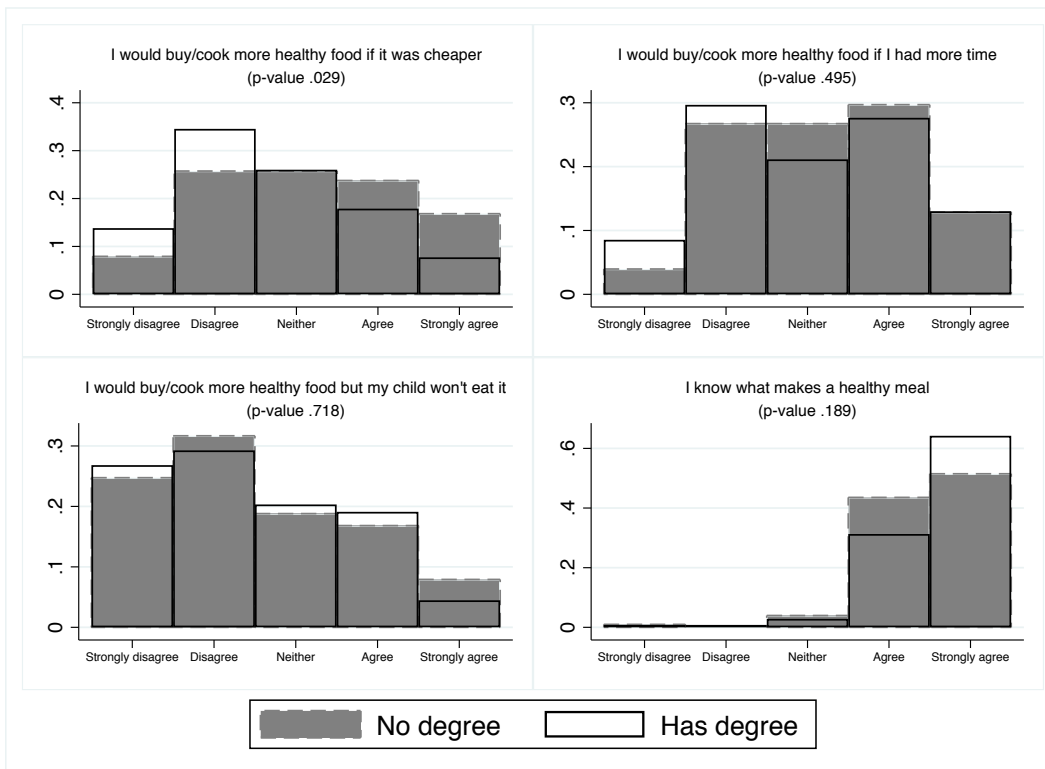 I would buy/cook more healthy food if it was cheaper
(p-value .029)
.4
.3
.2
.1
0
Strongly disagree Disagree Neither Agree Strongly agree
I would buy/cook more healthy food if I had more time
(p-value .495)
.3
.2
.1
0
Strongly disagree Disagree Neither Agree Strongly agree
I would buy/cook more healthy food but my child won't eat it
(p-value .718)
.3
.2
.1
0
Strongly disagree Disagree Neither Agree Strongly agree
I know what makes a healthy meal
(p-value .189)
.6
.4
.2
0
Strongly disagree Disagree Neither Agree Strongly agree
No degree Has degree